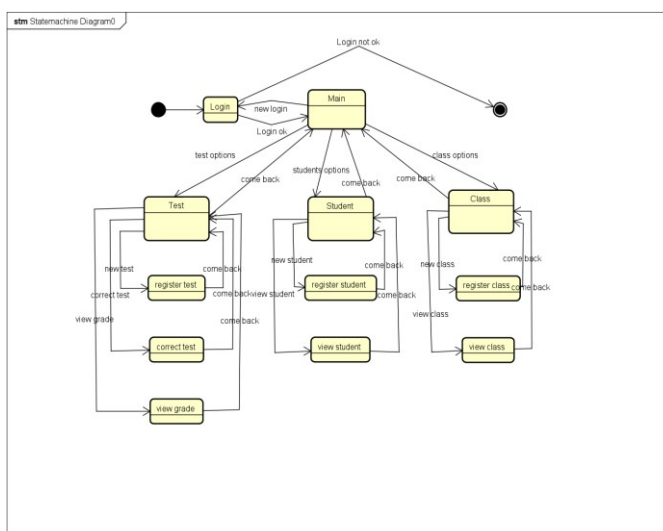 stm Statemachine Diagram0
Login not ok
Login
new login
Main
Login ok
test options
students options
class options
come back
come back
come back
Test
Student
Class
new test
come back
new student
come back
new class
come back
register test
register student
register class
correct test
come back
view student
come back
come back
view class
come back
correct test
view student
view class
view grade
view grade